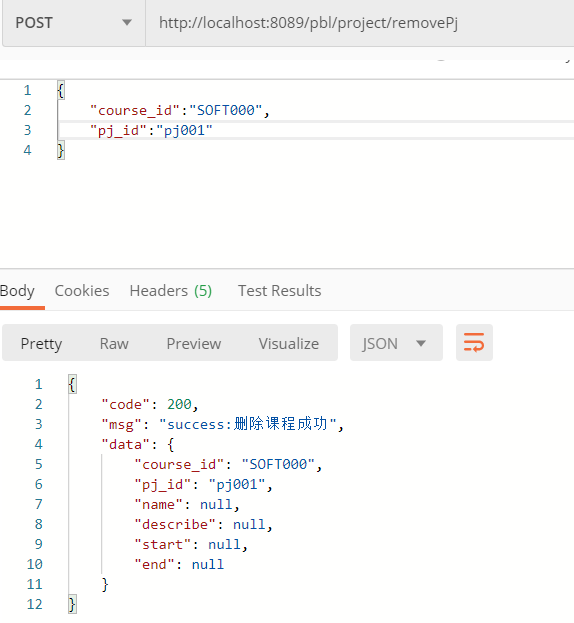 POST http://localhost:8089/pbl/project/removePj
1 {
2 "course_id":"SOFT000",
3 "pj_id":"pj001"
4 }
Body Cookies Headers (5) Test Results
Pretty Raw Preview Visualize JSON
1 {
2 "code": 200,
3 "msg": "success:删除课程成功",
4 "data": {
5 "course_id": "SOFT000",
6 "pj_id": "pj001",
7 "name": null,
8 "describe": null,
9 "start": null,
10 "end": null
11 }
12 }